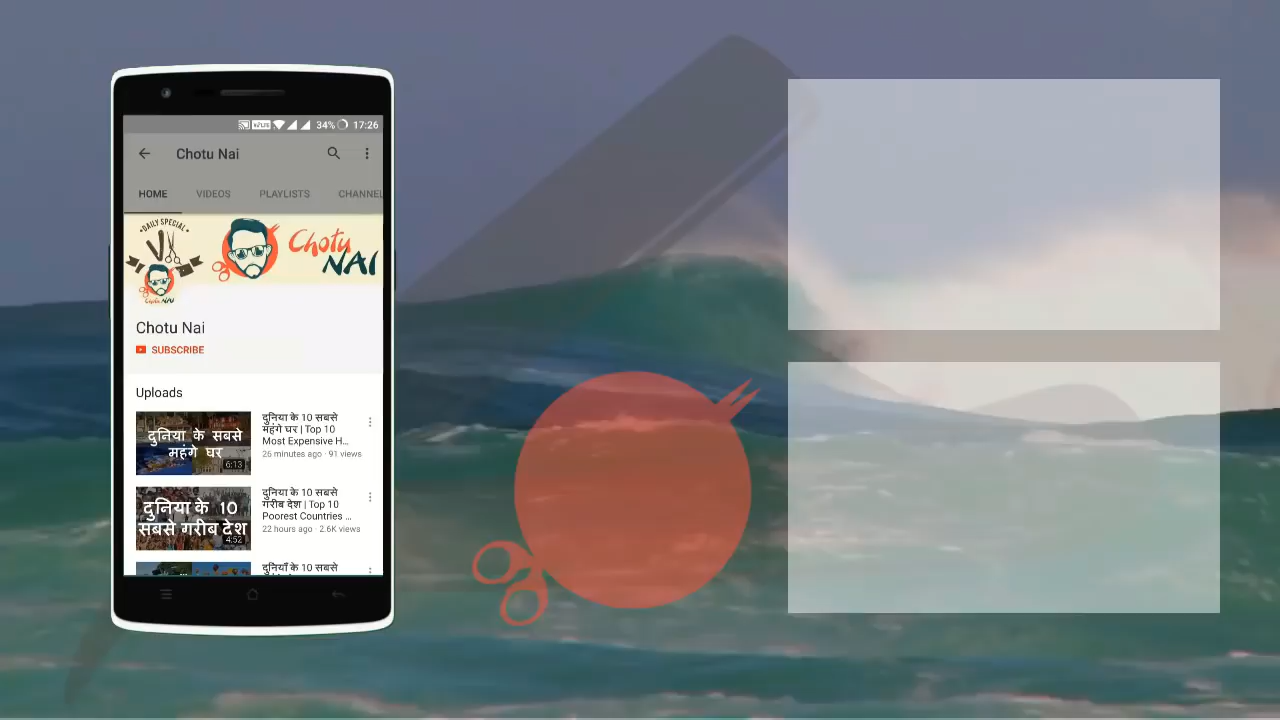 34% 17:26
Chotu Nai
HOME VIDEOS PLAYLISTS CHANNEL
DAILY SPECIAL
Chotu
NAI
Chotu NAI
Chotu Nai
SUBSCRIBE
Uploads
दुनिया के सबसे
महंगे घर
6:13
दुनिया के 10 सबसे
महंगे घर | Top 10
Most Expensive H...
26 minutes ago · 91 views
दुनिया के 10
सबसे गरीब देश
4:52
दुनिया के 10 सबसे
गरीब देश | Top 10
Poorest Countries ...
22 hours ago · 2.6K views
दुनियाँ के 10 सबसे